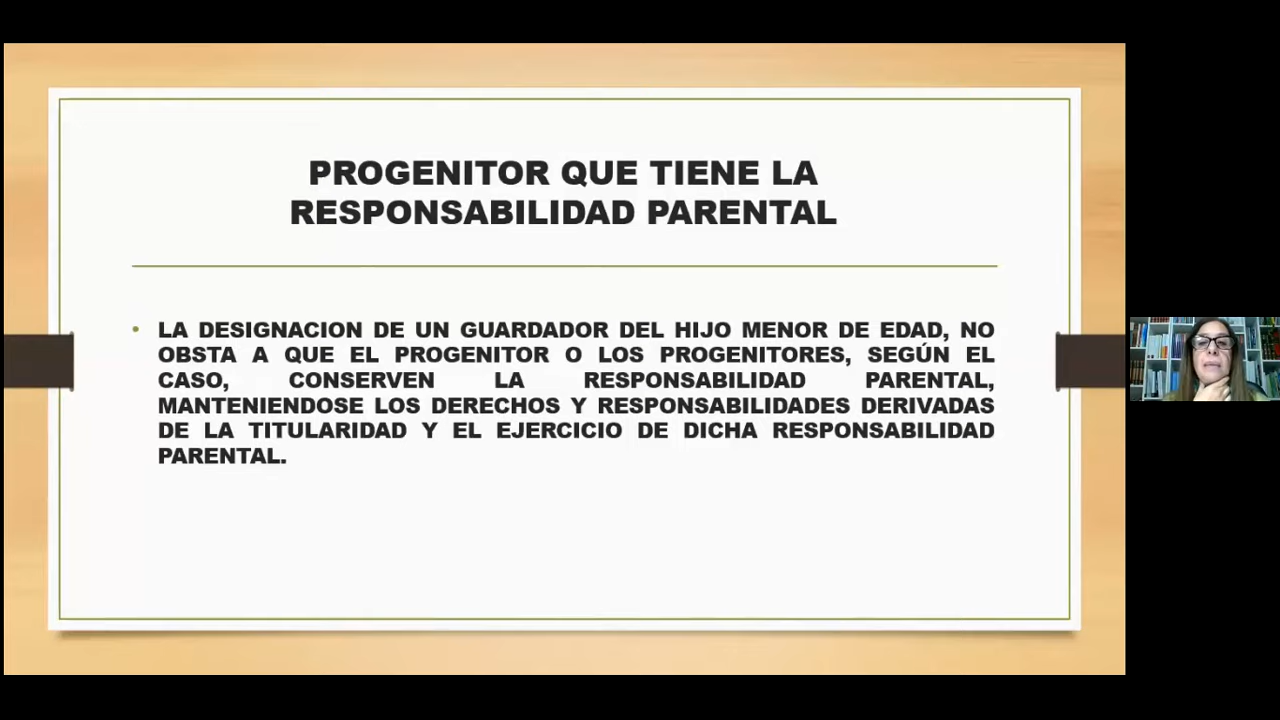 PROGENITOR QUE TIENE LA
RESPONSABILIDAD PARENTAL
• LA DESIGNACION DE UN GUARDADOR DEL HIJO MENOR DE EDAD, NO
OBSTA A QUE EL PROGENITOR O LOS PROGENITORES, SEGÚN EL
CASO, CONSERVEN LA RESPONSABILIDAD PARENTAL,
MANTENIENDOSE LOS DERECHOS Y RESPONSABILIDADES DERIVADAS
DE LA TITULARIDAD Y EL EJERCICIO DE DICHA RESPONSABILIDAD
PARENTAL.